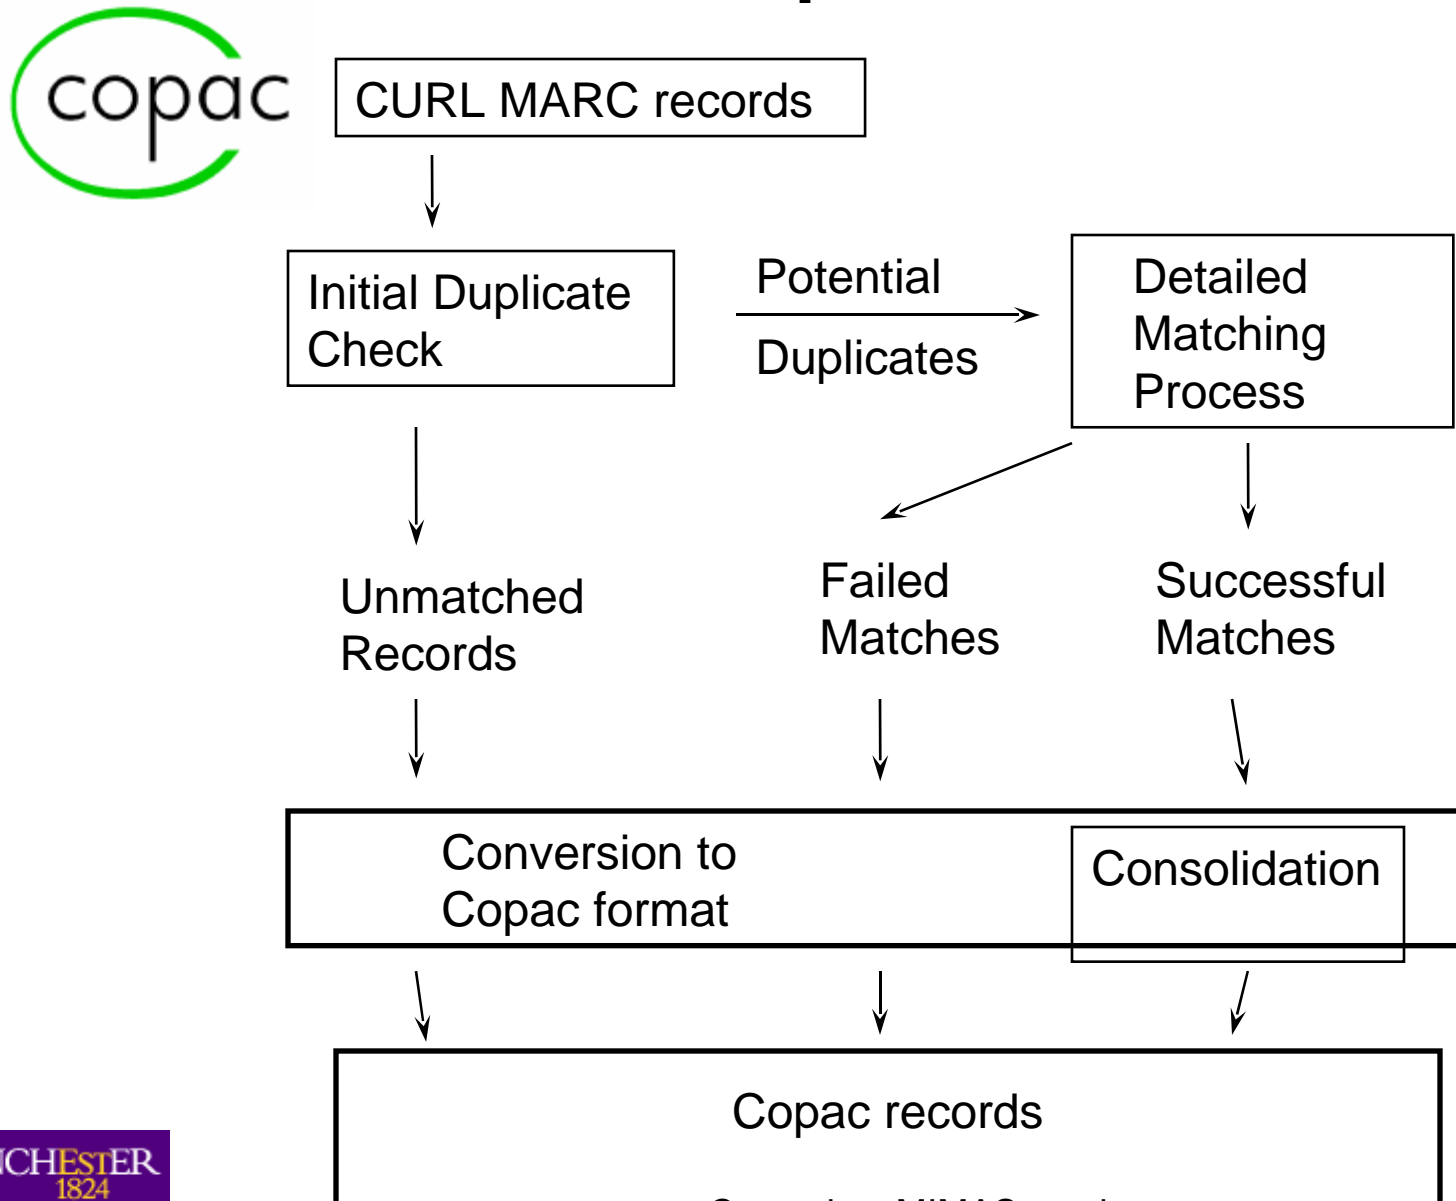 copac
CURL MARC records
Initial Duplicate
Check
Potential
Duplicates
Detailed
Matching
Process
Unmatched
Records
Failed
Matches
Successful
Matches
Conversion to
Copac format
Consolidation
Copac records
NCHESTER
1824